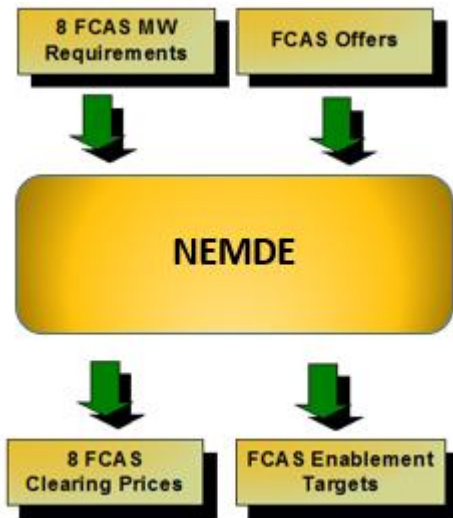 8 FCAS MW
Requirements
FCAS Offers
NEMDE
8 FCAS
Clearing Prices
FCAS Enablement
Targets